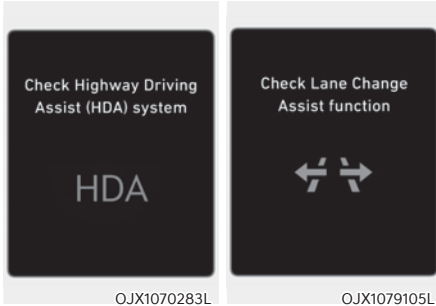 Check Highway Driving
Assist (HDA) system
HDA
OJX1070283L
Check Lane Change
Assist function
OJX1079105L